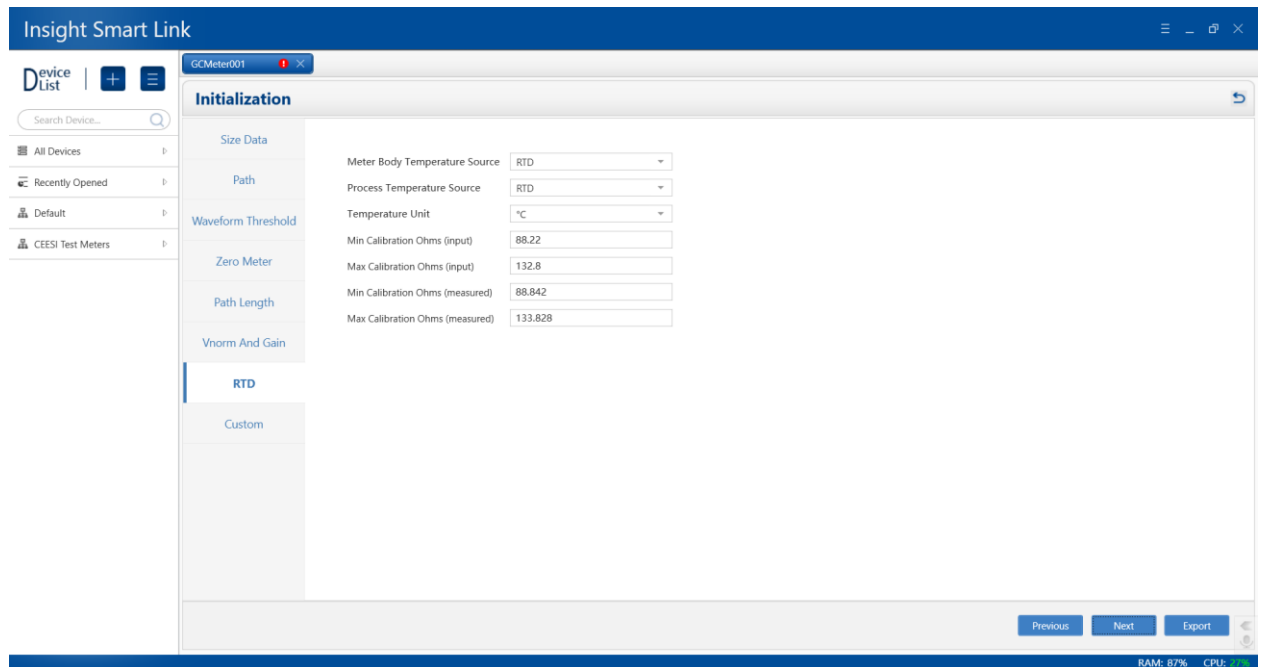 Insight Smart Link
Device List
GCMeter001
Initialization
Search Device...
All Devices
Recently Opened
Default
CEESI Test Meters
Size Data
Path
Waveform Threshold
Zero Meter
Path Length
Vnorm And Gain
RTD
Custom
Meter Body Temperature Source RTD
Process Temperature Source RTD
Temperature Unit °C
Min Calibration Ohms (input) 88.22
Max Calibration Ohms (input) 132.8
Min Calibration Ohms (measured) 88.842
Max Calibration Ohms (measured) 133.828
Previous Next Export
RAM: 87% CPU: 27%